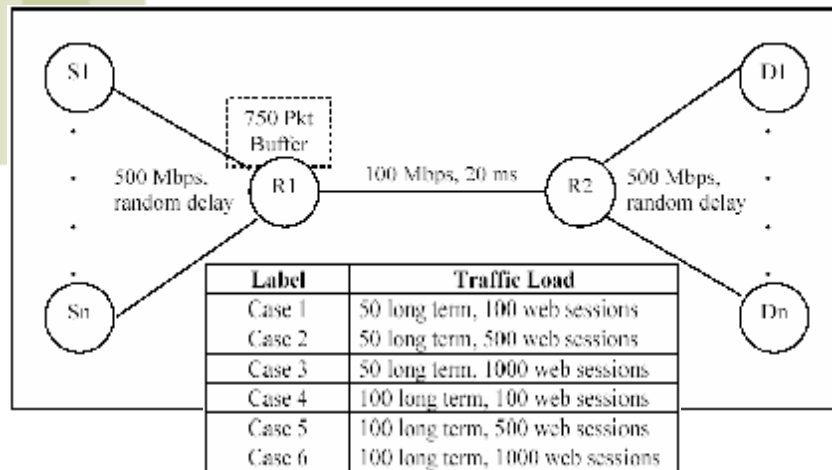 S1
D1
750 Pkt
Buffer
500 Mbps,
random delay
R1
100 Mbps, 20 ms
R2
500 Mbps,
random delay
Sn
Dn
Label Traffic Load
Case 1 50 long term, 100 web sessions
Case 2 50 long term, 500 web sessions
Case 3 50 long term, 1000 web sessions
Case 4 100 long term, 100 web sessions
Case 5 100 long term, 500 web sessions
Case 6 100 long term, 1000 web sessions